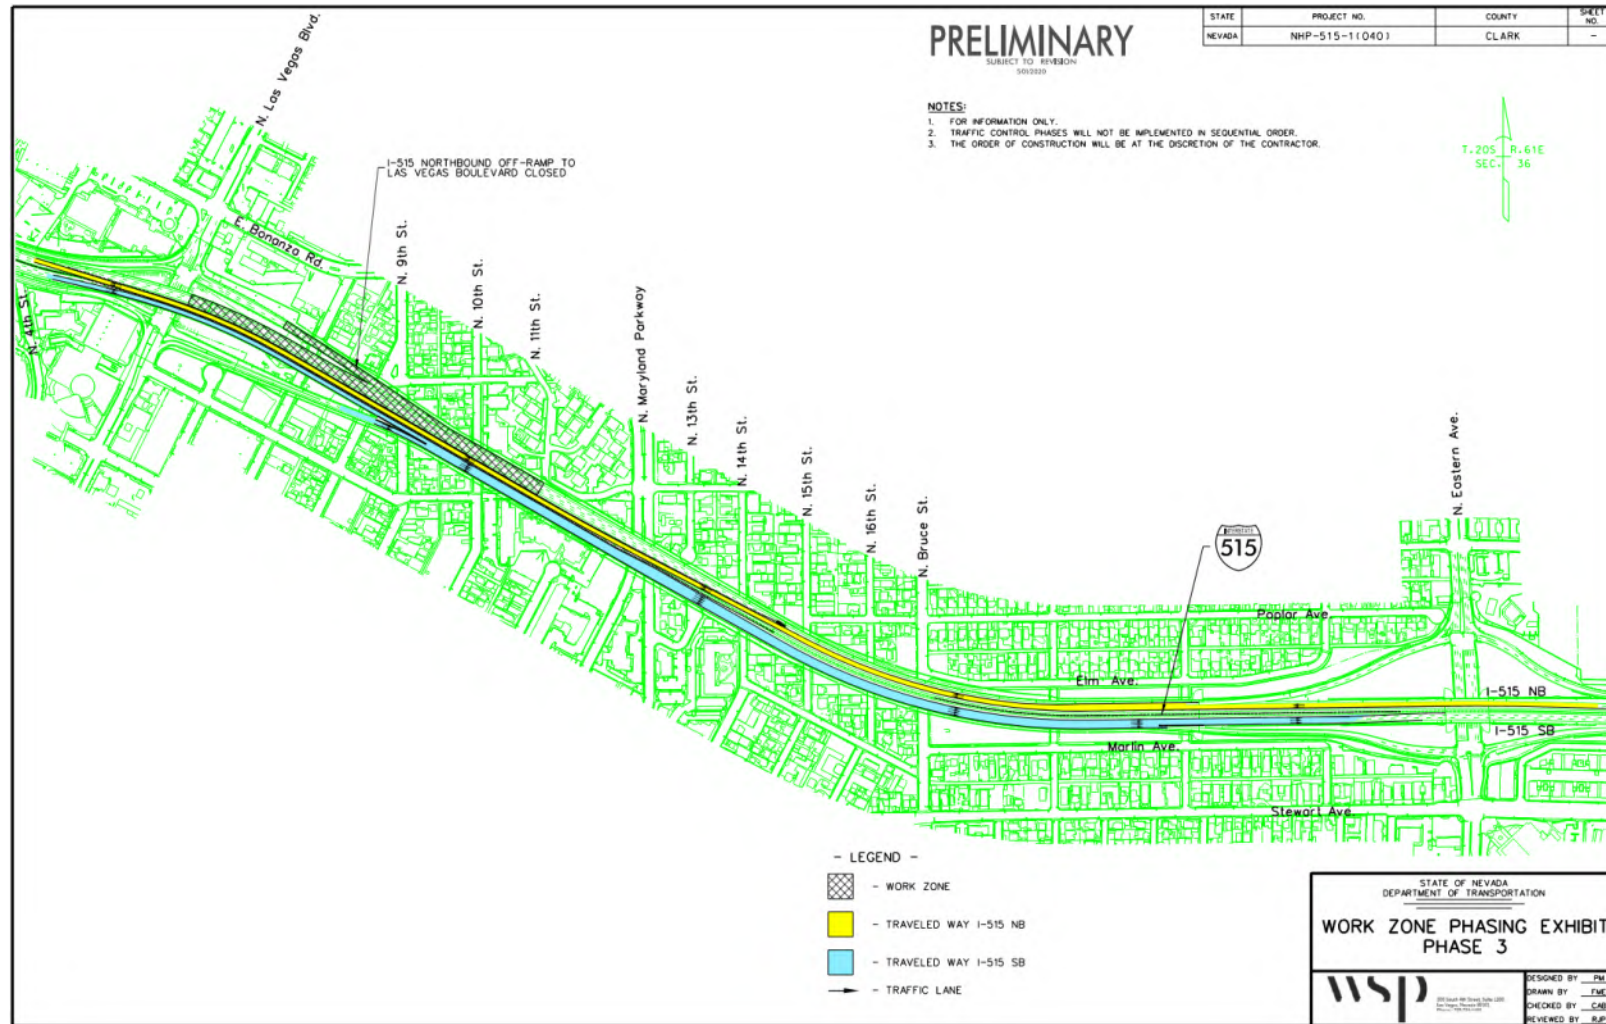 STATE PROJECT NO. COUNTY SHEET NO.
NEVADA NHP-515-1(040) CLARK -
PRELIMINARY
SUBJECT TO REVISION
NOTES:
1. FOR INFORMATION ONLY.
2. TRAFFIC CONTROL PHASES WILL NOT BE IMPLEMENTED IN SEQUENTIAL ORDER.
3. THE ORDER OF CONSTRUCTION WILL BE AT THE DISCRETION OF THE CONTRACTOR.
T.20S R.61E
SEC. 36
N. Las Vegas Blvd.
I-515 NORTHBOUND OFF-RAMP TO
LAS VEGAS BOULEVARD CLOSED
E. Bonanza Rd.
N. 4th St.
N. 9th St.
N. 10th St.
N. 11th St.
N. Maryland Parkway
N. 13th St.
N. 14th St.
N. 15th St.
N. 16th St.
N. Bruce St.
N. Eastern Ave.
INTERSTATE
515
Poplar Ave.
Elm Ave.
I-515 NB
I-515 SB
Marlin Ave.
Stewart Ave.
- LEGEND -
- WORK ZONE
- TRAVELED WAY I-515 NB
- TRAVELED WAY I-515 SB
- TRAFFIC LANE
STATE OF NEVADA
DEPARTMENT OF TRANSPORTATION
WORK ZONE PHASING EXHIBIT
PHASE 3
wsp
DESIGNED BY PM
DRAWN BY FME
CHECKED BY CAB
REVIEWED BY RJP